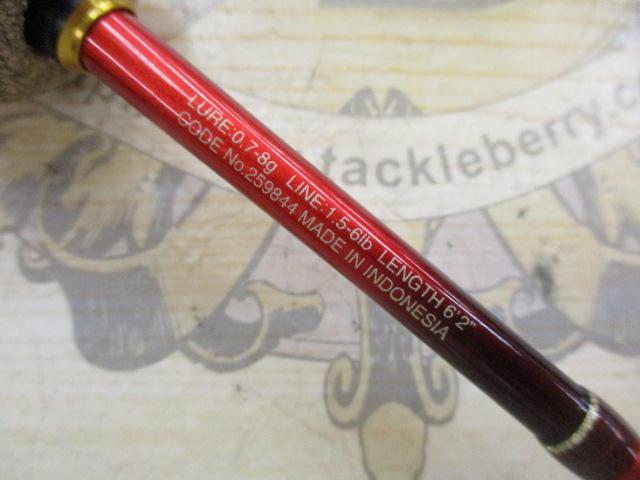 LURE:0.7-8g LINE:1.5-6lb LENGTH 6'2"
CODE No.259844 MADE IN INDONESIA
tackleberry.c